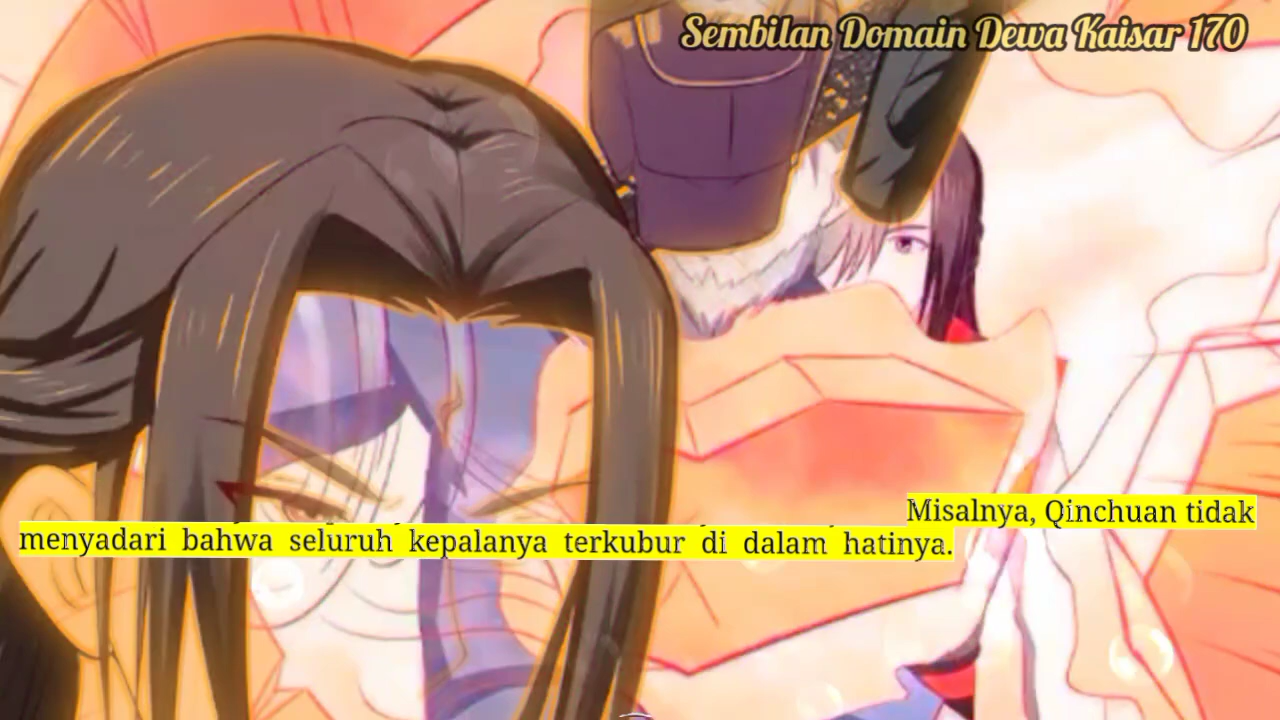 Sembilan Domain Dewa Kaisar 170
Misalnya, Qinchuan tidak
menyadari bahwa seluruh kepalanya terkubur di dalam hatinya.